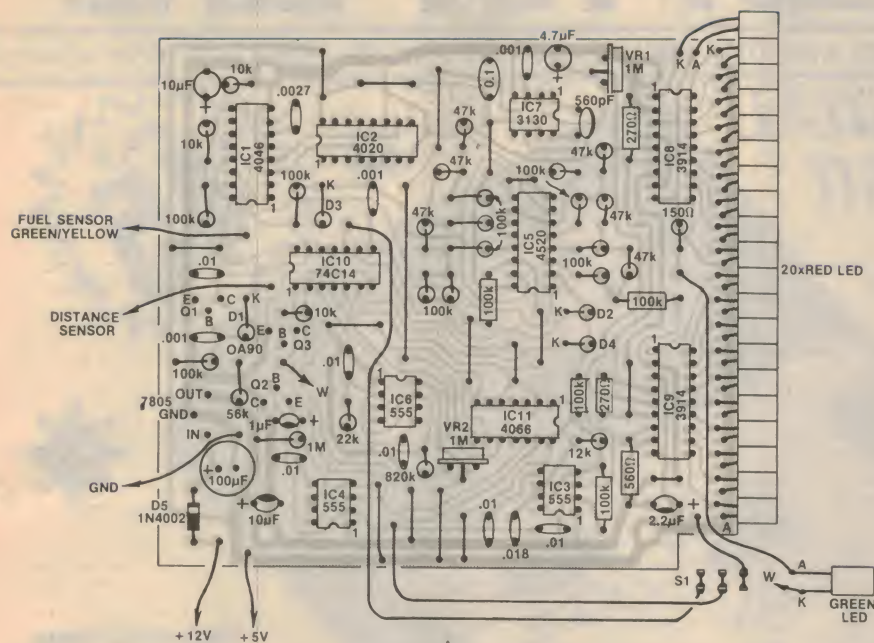 4.7µF
.001
VR1
1M
K
A
K
10µF
+
10k
.0027
0.1
+
IC7
3130
1
560pF
270Ω
IC8
3914
1
10k
IC1
4046
1
IC2
4020
1
47k
47k
47k
100k
100k
K
D3
.001
100k
47k
100k
IC5
4520
1
47k
150Ω
FUEL SENSOR
GREEN/YELLOW
.01
IC10
74C14
1
100k
47k
20xRED LED
DISTANCE
SENSOR
E
C
K
Q1
B
D1
E
B
C
Q3
10k
100k
100k
100k
K
D2
.001
OA90
.01
K
D4
IC9
3914
1
100k
Q2
B
W
7805
OUT
GND
IN
56k
C
E
1µF
+
1M
22k
IC6
555
1
100k
270Ω
IC11
4066
1
VR2
1M
.01
12k
GND
+
100µF
.01
820k
560Ω
D5
1N4002
+
10µF
IC4
555
1
.01
.018
IC3
555
1
.01
100k
+
2.2µF
A
S1
W
A
K
GREEN
LED
+12V
+5V